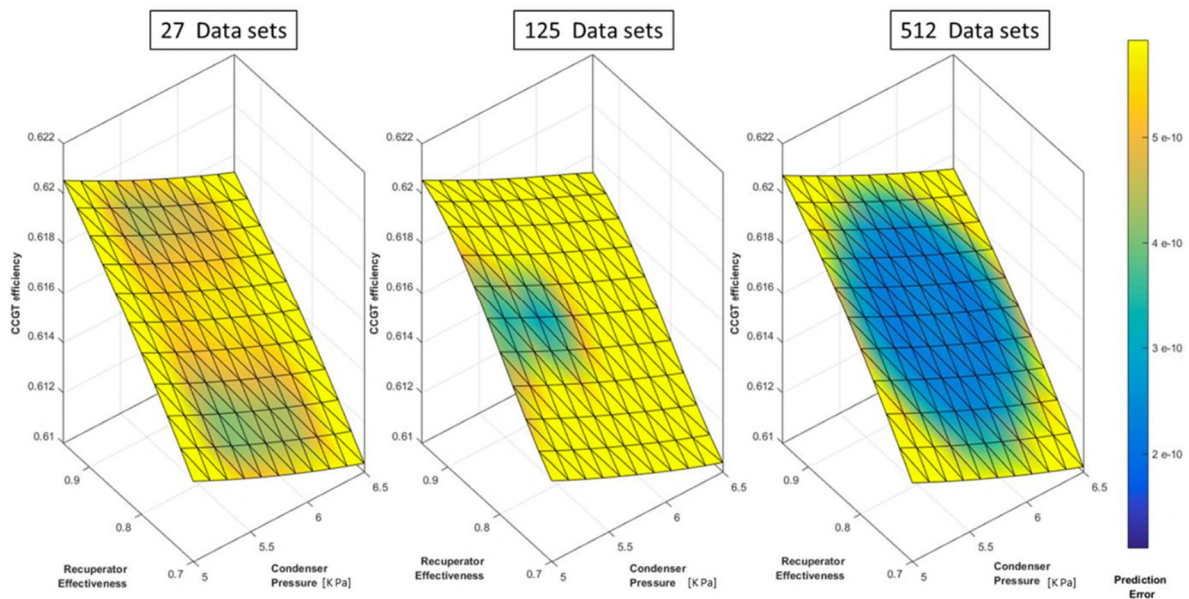 27 Data sets
125 Data sets
512 Data sets
0.622
0.62
0.618
0.616
0.614
0.612
0.61
CCGT efficiency
0.9
0.8
0.7
Recuperator
Effectiveness
5
5.5
6
6.5
Condenser
Pressure [K Pa]
0.622
0.62
0.618
0.616
0.614
0.612
0.61
CCGT efficiency
0.9
0.8
0.7
Recuperator
Effectiveness
5
5.5
6
6.5
Condenser
Pressure [K Pa]
0.622
0.62
0.618
0.616
0.614
0.612
0.61
CCGT efficiency
0.9
0.8
0.7
Recuperator
Effectiveness
5
5.5
6
6.5
Condenser
Pressure [K Pa]
5 e-10
4 e-10
3 e-10
2 e-10
Prediction
Error